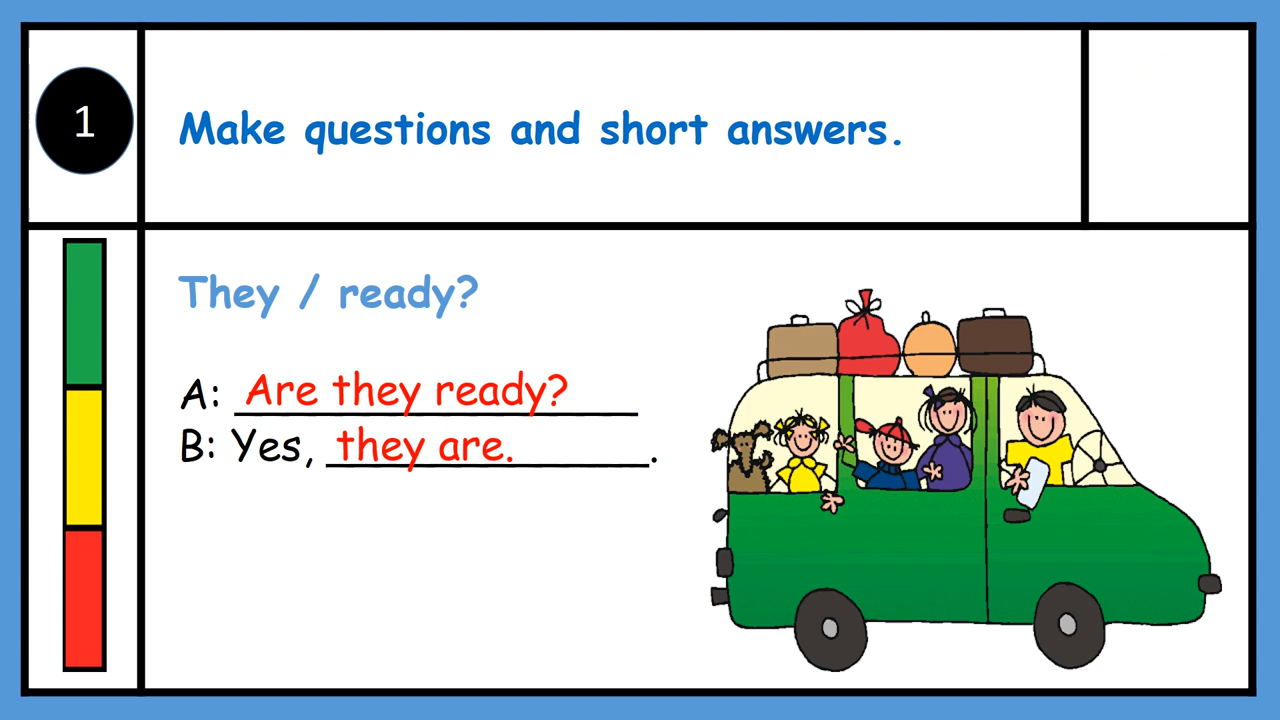 1
Make questions and short answers.
They / ready?
A: Are they ready?
B: Yes, they are. .